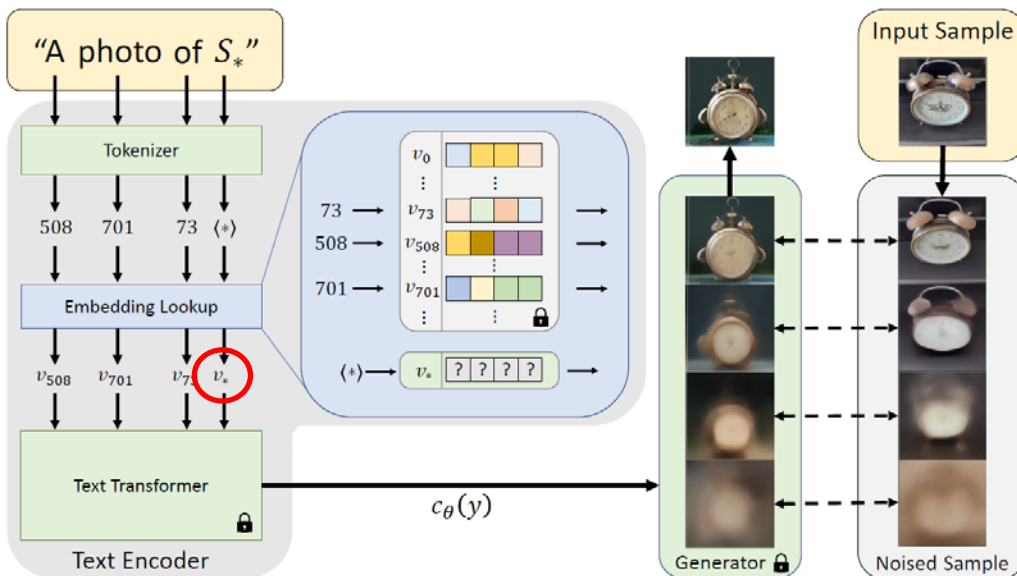 “A photo of S*”
Tokenizer
508 701 73 ⟨*⟩
Embedding Lookup
v508 v701 v73 v*
Text Transformer
Text Encoder
v0
⋮ ⋮
73 v73
508 v508
⋮ ⋮
701 v701
⋮ ⋮
⟨*⟩ v* ? ? ? ?
cθ(y)
Generator
Input Sample
Noised Sample